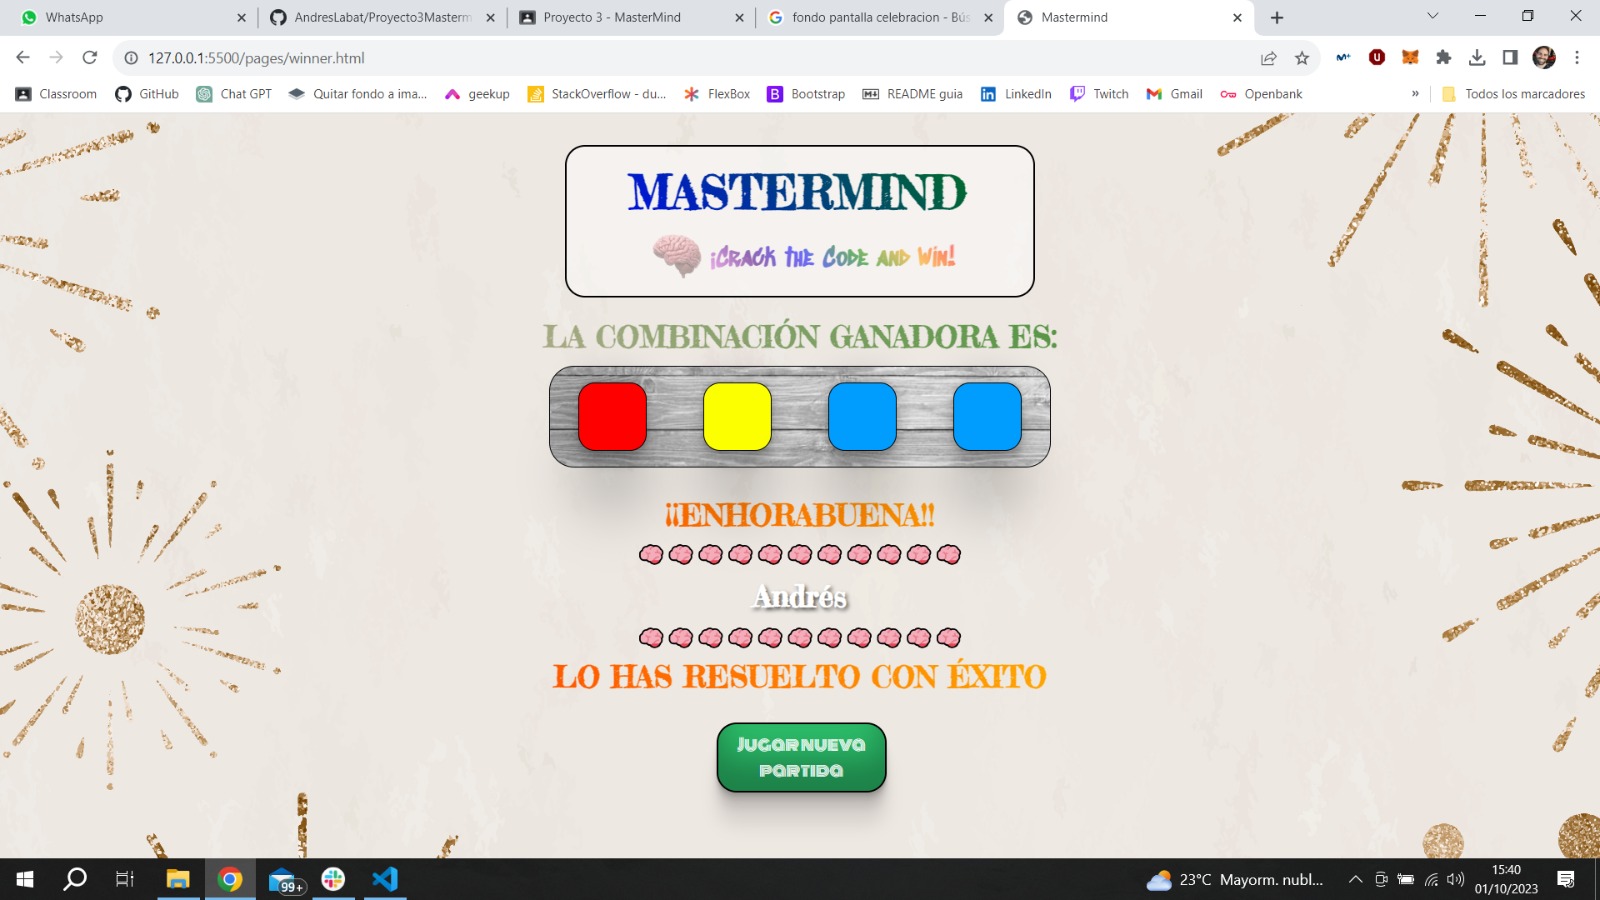 WhatsApp
AndresLabat/Proyecto3Masterm
Proyecto 3 - MasterMind
fondo pantalla celebracion - Bús
Mastermind
127.0.0.1:5500/pages/winner.html
Classroom
GitHub
Chat GPT
Quitar fondo a ima...
geekup
StackOverflow - du...
FlexBox
Bootstrap
README guia
LinkedIn
Twitch
Gmail
Openbank
»
Todos los marcadores
MASTERMIND
¡Crack the Code and Win!
LA COMBINACIÓN GANADORA ES:
¡¡ENHORABUENA!!
Andrés
LO HAS RESUELTO CON ÉXITO
Jugar nueva
partida
99+
23°C Mayorm. nubl...
15:40
01/10/2023